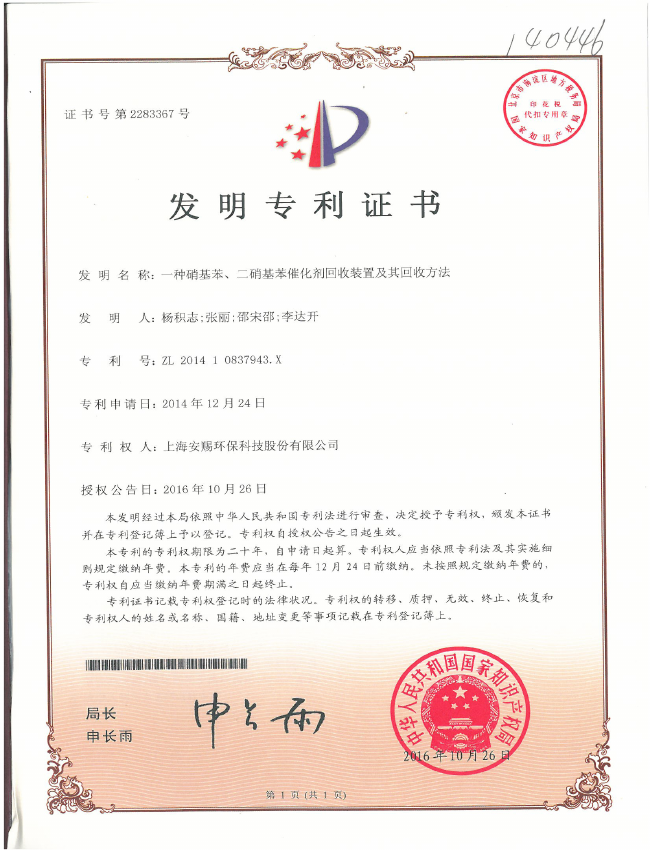 140446
证书号第2283367号
北京市海淀区地方税务局
印花税
代扣专用章
国家知识产权局
发明专利证书
发明名称：一种硝基苯、二硝基苯催化剂回收装置及其回收方法
发明人：杨积志;张丽;邵宋邵;李达开
专利号：ZL 2014 1 0837943.X
专利申请日：2014年12月24日
专利权人：上海安赐环保科技股份有限公司
授权公告日：2016年10月26日
本发明经过本局依照中华人民共和国专利法进行审查，决定授予专利权，颁发本证书
并在专利登记簿上予以登记。专利权自授权公告之日起生效。
本专利的专利权期限为二十年，自申请日起算。专利权人应当依照专利法及其实施细
则规定缴纳年费。本专利的年费应当在每年12月24日前缴纳。未按照规定缴纳年费的，
专利权自应当缴纳年费期满之日起终止。
专利证书记载专利权登记时的法律状况。专利权的转移、质押、无效、终止、恢复和
专利权人的姓名或名称、国籍、地址变更等事项记载在专利登记簿上。
局长
申长雨
申长雨
中华人民共和国国家知识产权局
2016年10月26日
第1页(共1页)